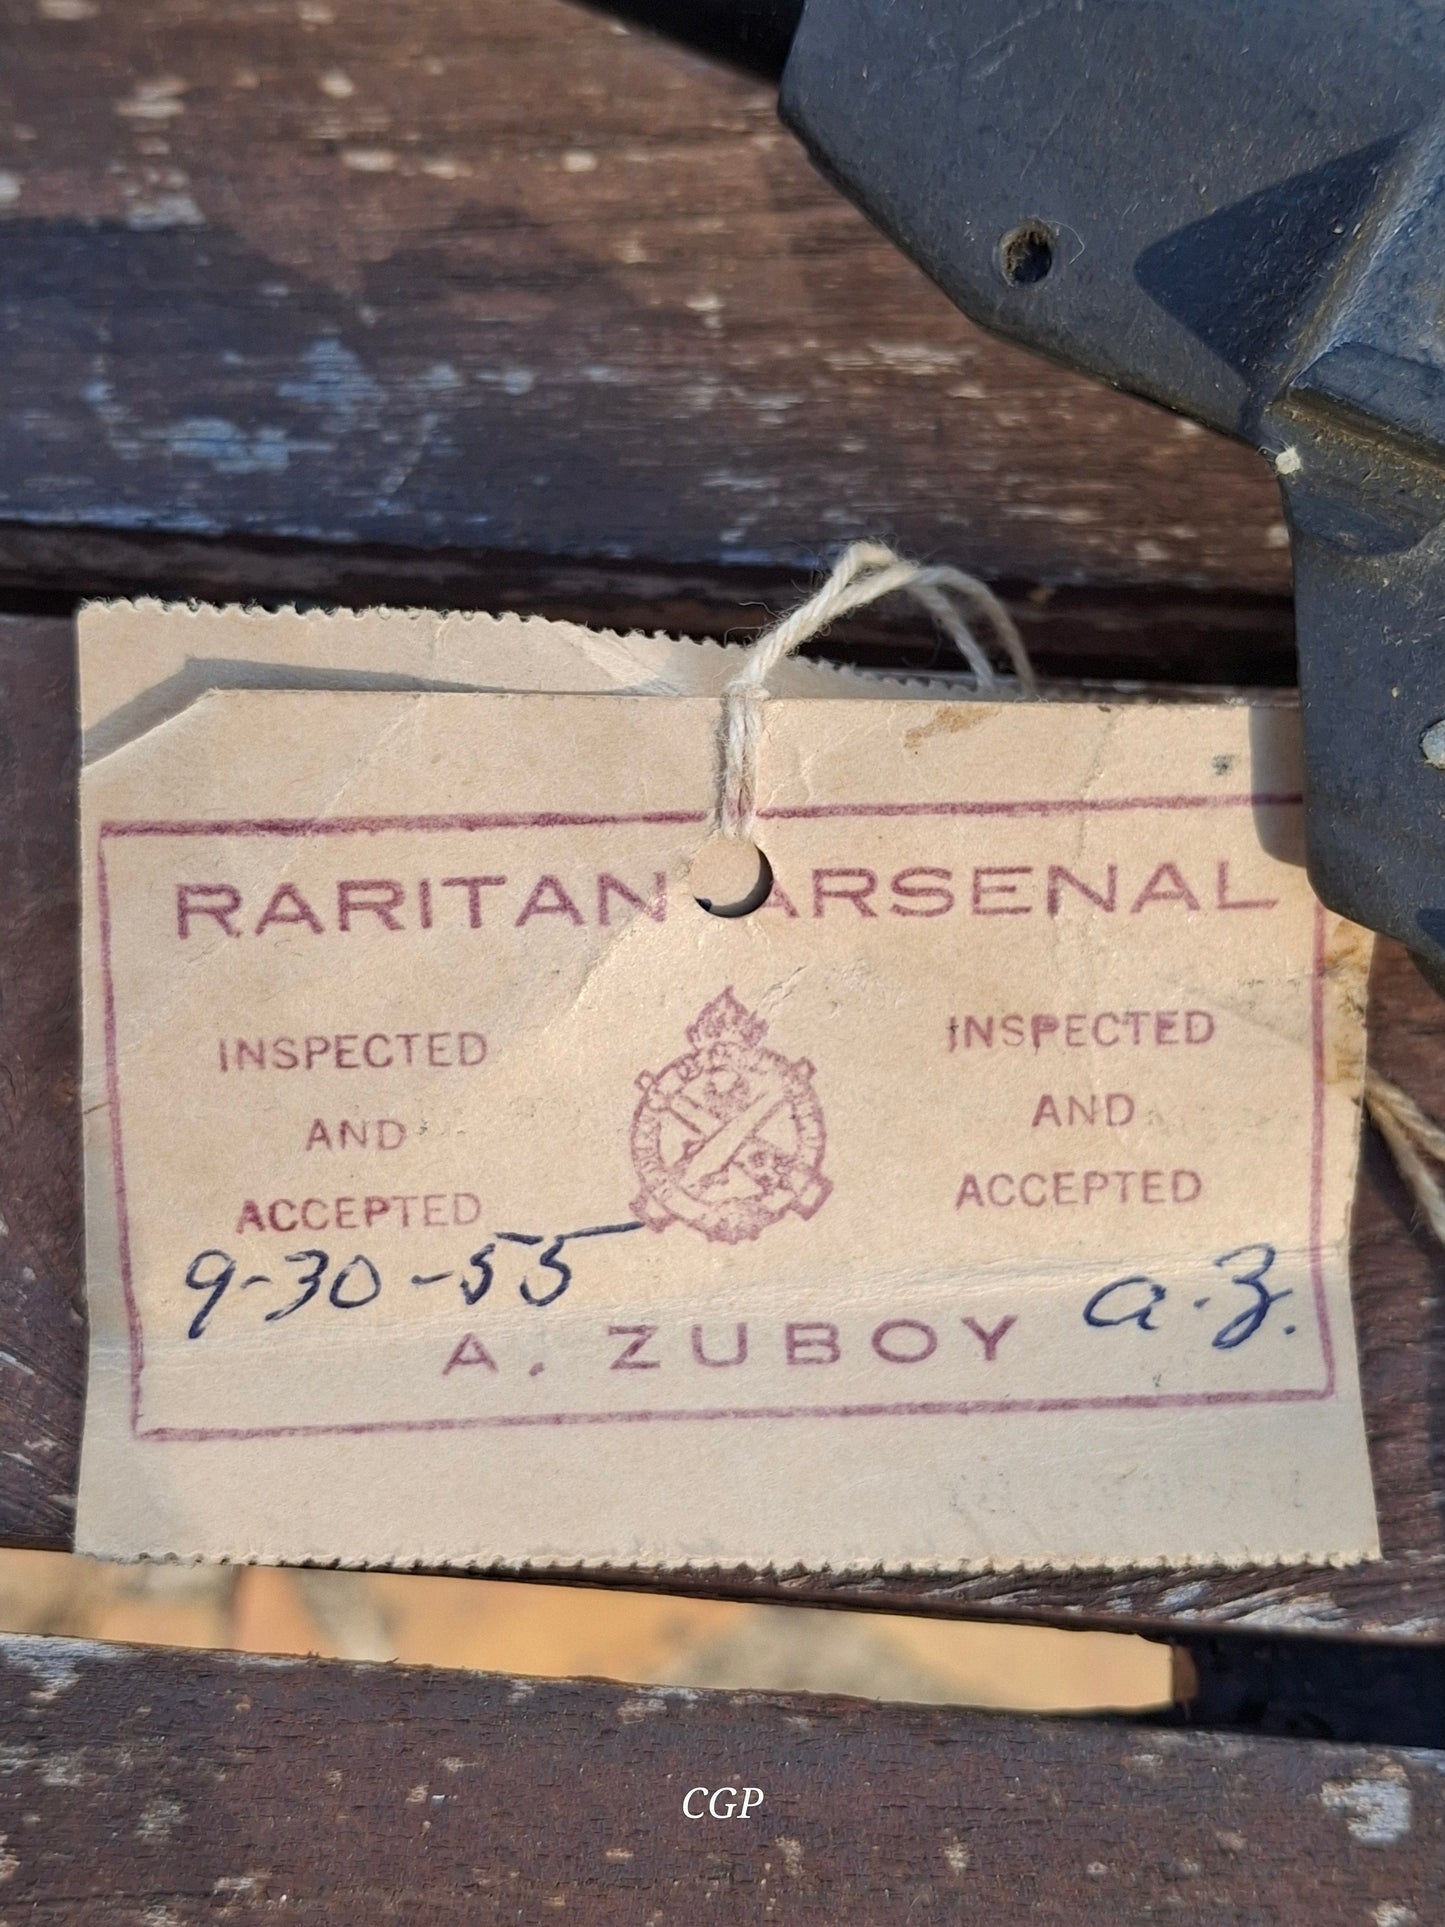 RARITAN ARSENAL
INSPECTED
AND
ACCEPTED
9-30-55
INSPECTED
AND
ACCEPTED
a.z.
A. ZUBOY
CGP